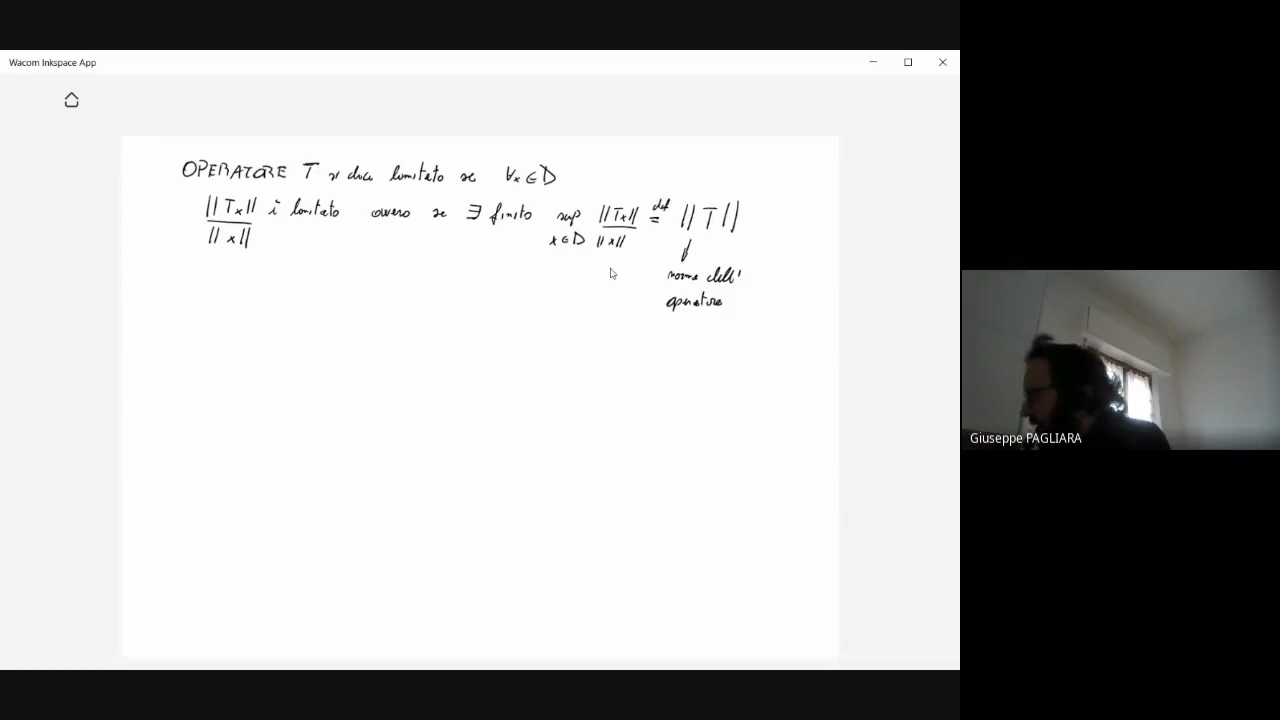 Wacom Inkspace App
OPERATORE T si dice limitato se ∀x ∈ D
||Tx|| / ||x|| è limitato ovvero se ∃ finito sup x∈D ||Tx|| / ||x|| def = ||T||
norma dell'
operatore
Giuseppe PAGLIARA